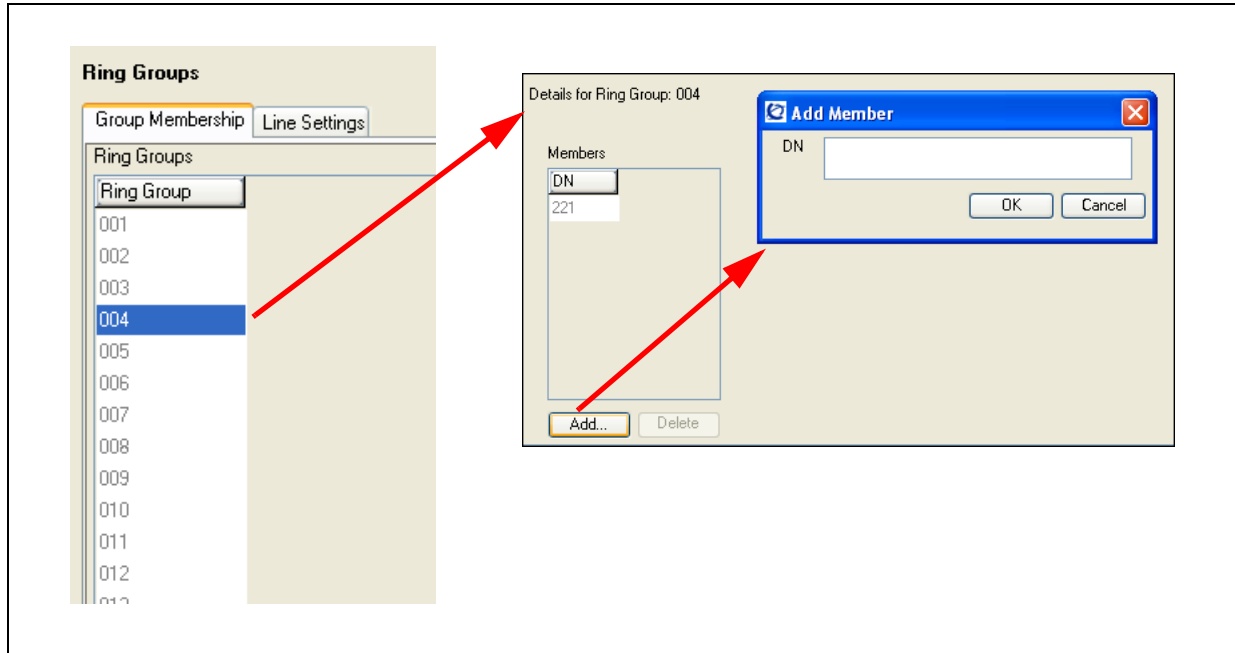 Ring Groups
Group Membership
Line Settings
Ring Groups
Ring Group
001
002
003
004
005
006
007
008
009
010
011
012
Details for Ring Group: 004
Members
DN
221
Add...
Delete
Add Member
DN
OK
Cancel